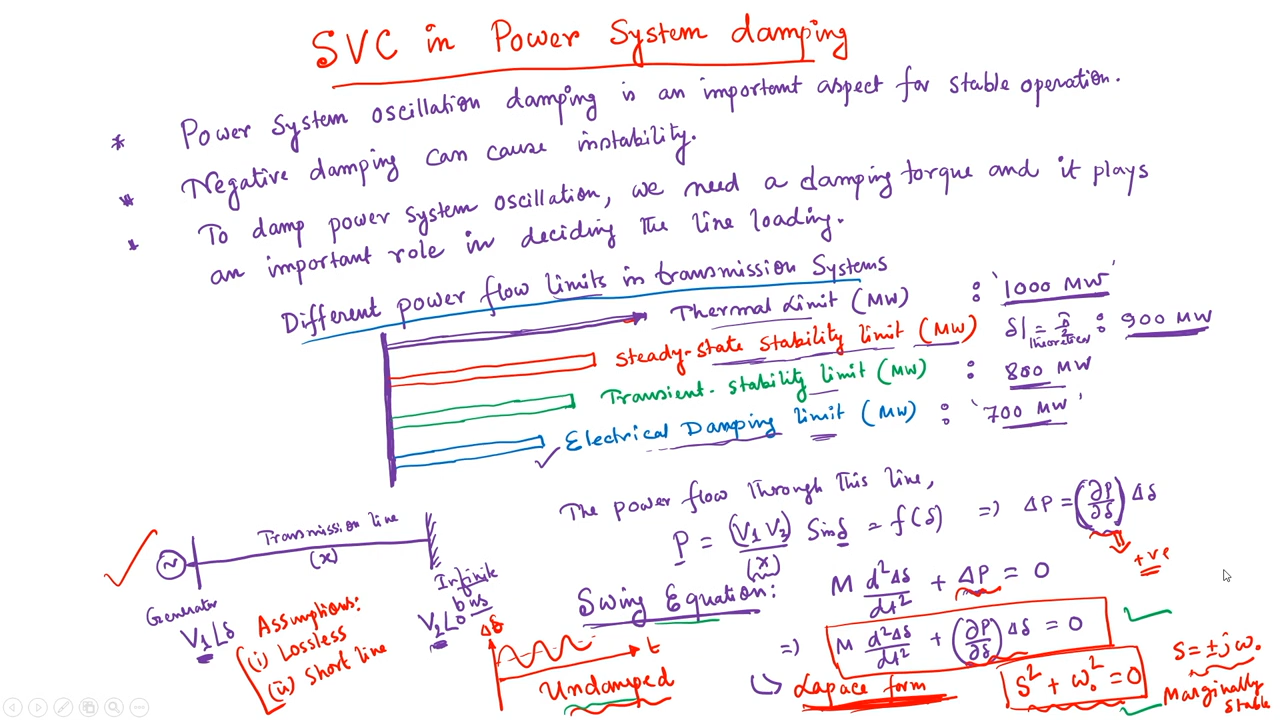 SVC in Power System damping
* Power System oscillation damping is an important aspect for stable operation.
* Negative damping can cause instability.
* To damp power system oscillation, we need a damping torque and it plays
an important role in deciding the line loading.
Different power flow limits in transmission Systems
Thermal Limit (MW) : '1000 MW'
Steady-state stability limit (MW) δ| = π/2 : 900 MW
Theoretical
Transient-stability limit (MW) : 800 MW
Electrical Damping limit (MW) : '700 MW'
The power flow through this line,
P = (V1 V2)/(x) Sinδ = f(δ) => ΔP = (∂P/∂δ) Δδ
+ve
Transmission line
(x)
Generator
V1∠δ
Infinite
bus
V2∠0
Assumptions:
(i) Lossless
(ii) Short line
Swing Equation: M d²Δδ/dt² + ΔP = 0
=> M d²Δδ/dt² + (∂P/∂δ) Δδ = 0
Δδ
t
Undamped
Lapace form
S² + ω₀² = 0
S = ±jω₀
Marginally
stable